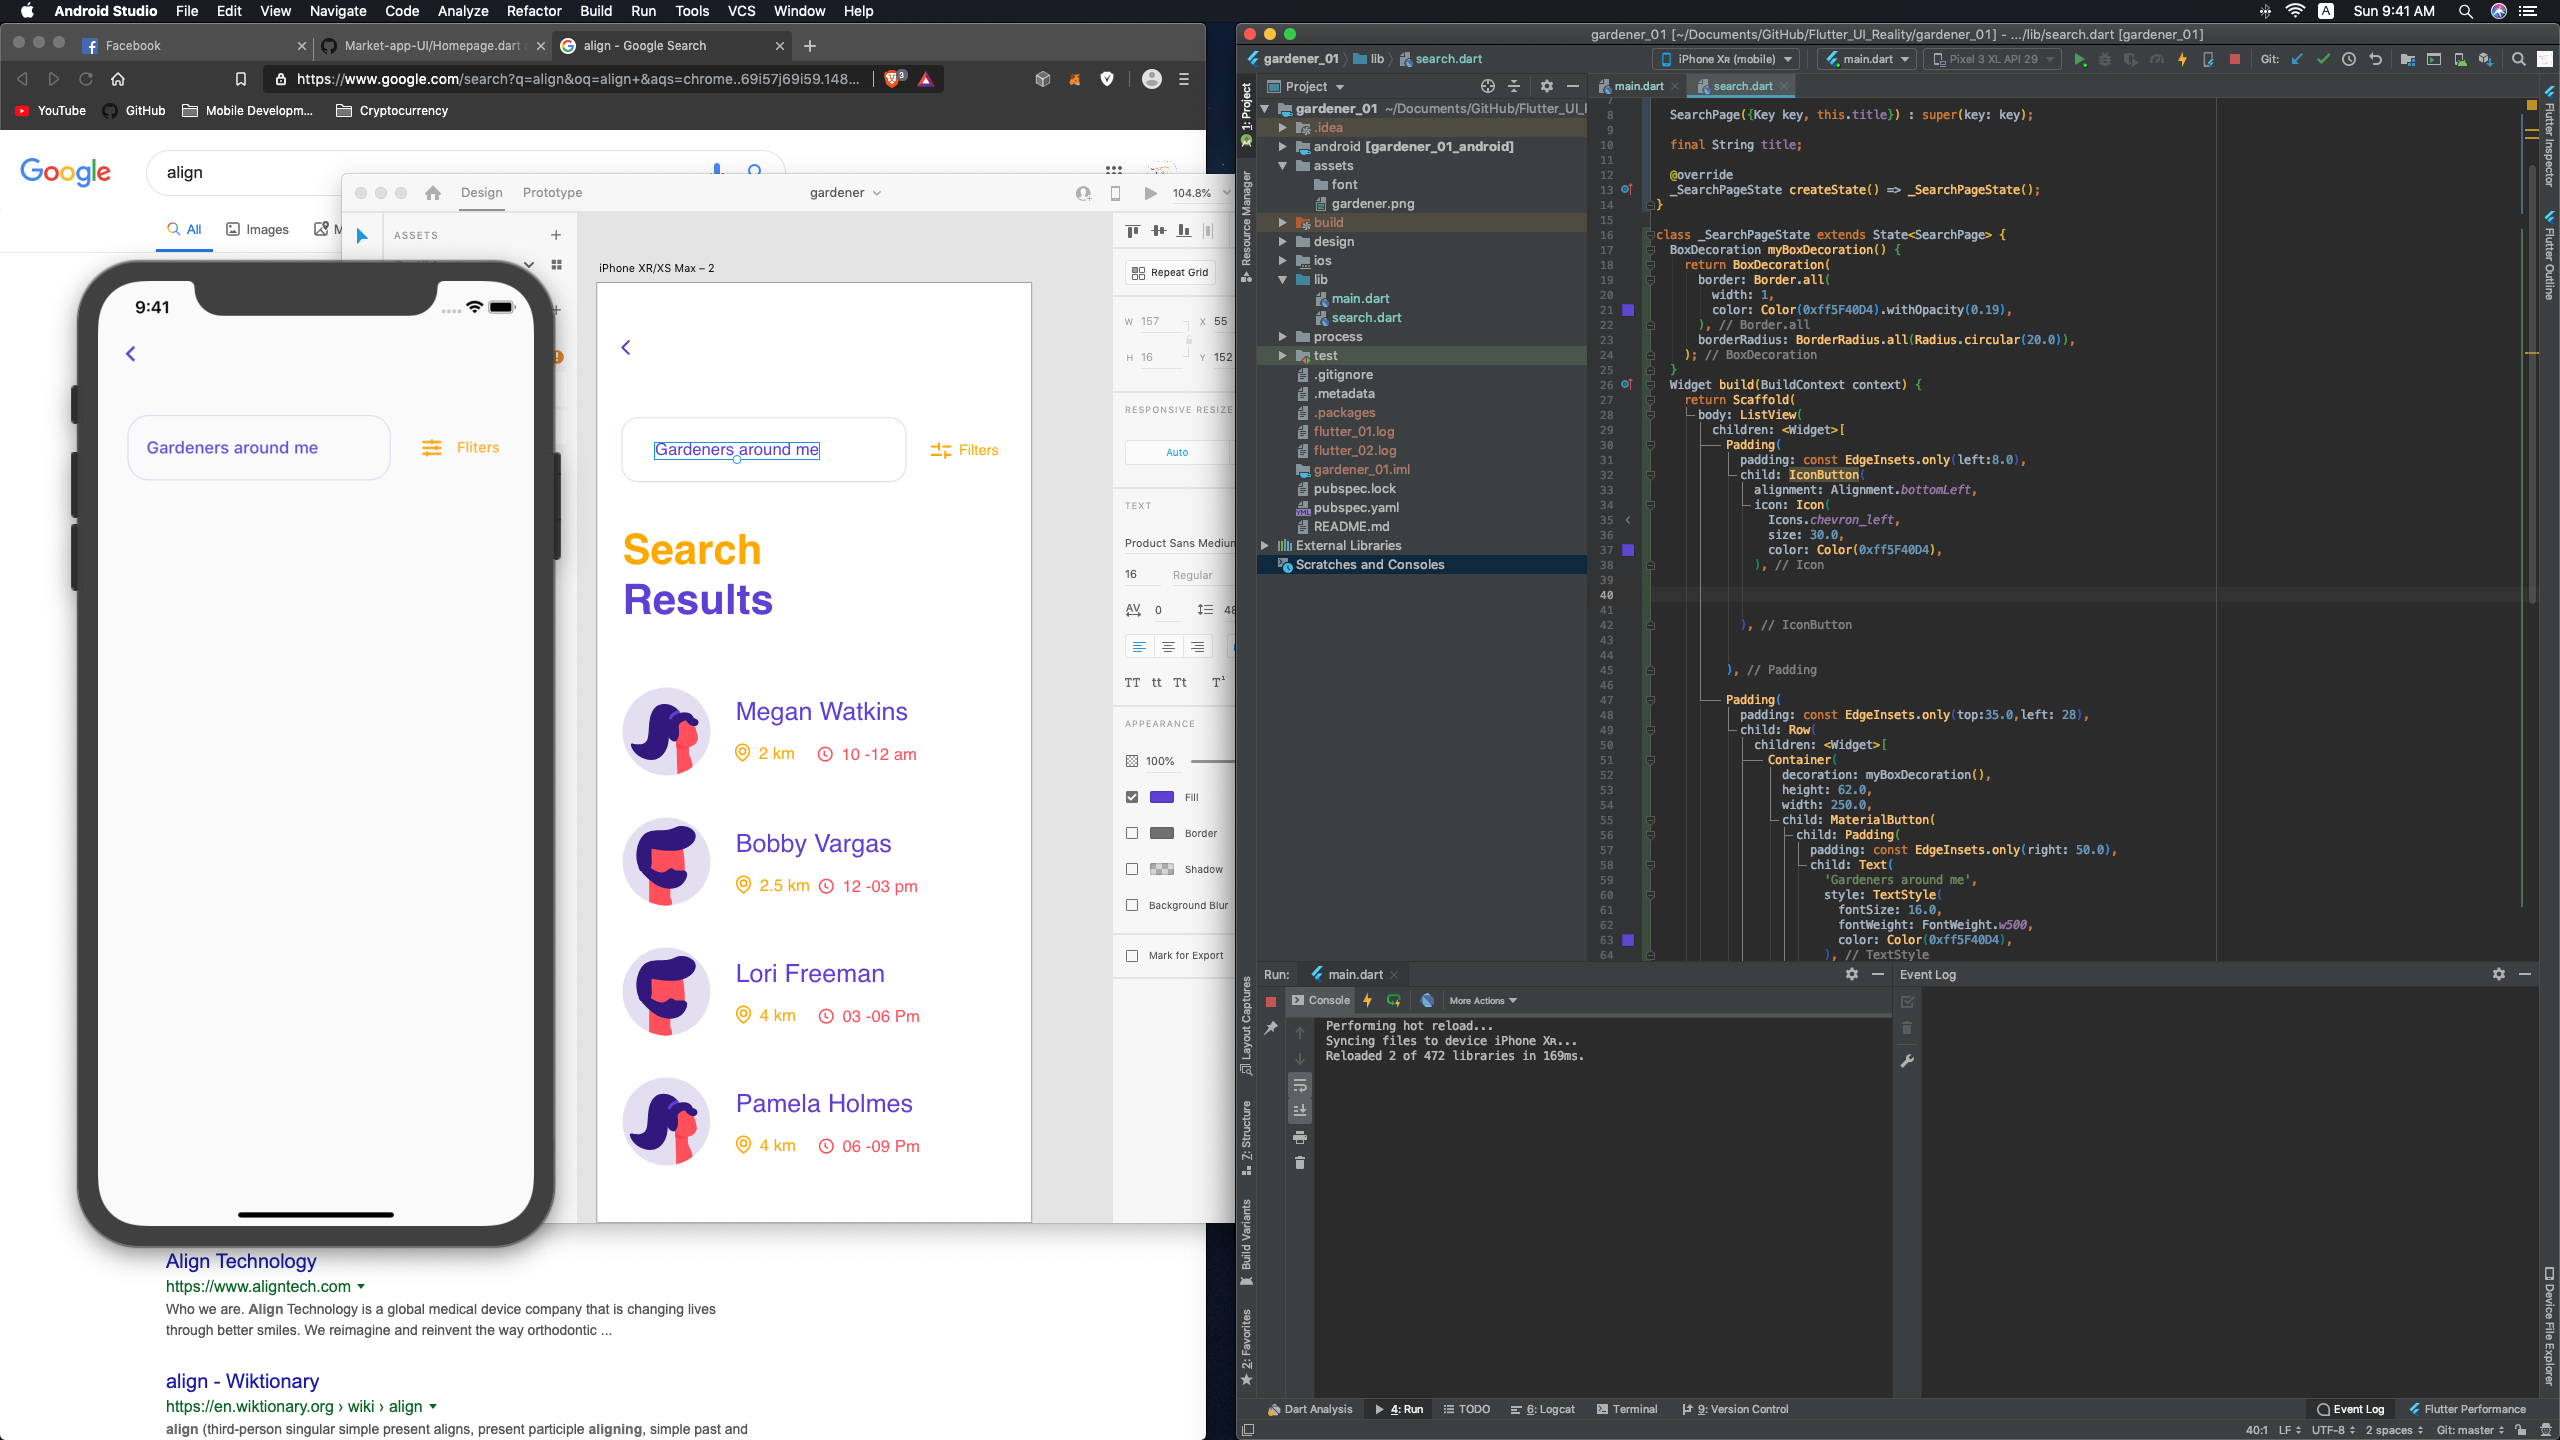 Android Studio File Edit View Navigate Code Analyze Refactor Build Run Tools VCS Window Help
A Sun 9:41 AM
Facebook
Market-app-UI/Homepage.dart
align - Google Search
https://www.google.com/search?q=align&oq=align+&aqs=chrome..69i57j69i59.148...
3
YouTube GitHub Mobile Developm... Cryptocurrency
Google
align
All Images M
Design Prototype
gardener
104.8%
ASSETS
iPhone XR/XS Max – 2
Repeat Grid
W 157 X 55
H 16 Y 152
RESPONSIVE RESIZE
Auto
TEXT
Product Sans Medium
16 Regular
AV 0 48
TT tt Tt T¹
APPEARANCE
100%
Fill
Border
Shadow
Background Blur
Mark for Export
9:41
Gardeners around me
Fliters
Gardeners around me
Filters
Search
Results
Megan Watkins
2 km 10 -12 am
Bobby Vargas
2.5 km 12 -03 pm
Lori Freeman
4 km 03 -06 Pm
Pamela Holmes
4 km 06 -09 Pm
Align Technology
https://www.aligntech.com
Who we are. Align Technology is a global medical device company that is changing lives
through better smiles. We reimagine and reinvent the way orthodontic ...
align - Wiktionary
https://en.wiktionary.org › wiki › align
align (third-person singular simple present aligns, present participle aligning, simple past and
gardener_01 [~/Documents/GitHub/Flutter_UI_Reality/gardener_01] - .../lib/search.dart [gardener_01]
gardener_01 lib search.dart
iPhone XR (mobile) main.dart Pixel 3 XL API 29 Git:
Project
main.dart search.dart
1: Project
Resource Manager
Layout Captures
7: Structure
Build Variants
2: Favorites
gardener_01 ~/Documents/GitHub/Flutter_UI_
.idea
android [gardener_01_android]
assets
font
gardener.png
build
design
ios
lib
main.dart
search.dart
process
test
.gitignore
.metadata
.packages
flutter_01.log
flutter_02.log
gardener_01.iml
pubspec.lock
pubspec.yaml
README.md
External Libraries
Scratches and Consoles
7
8 SearchPage({Key key, this.title}) : super(key: key);
9
10 final String title;
11
12 @override
13 _SearchPageState createState() => _SearchPageState();
14 }
15
16 class _SearchPageState extends State<SearchPage> {
17 BoxDecoration myBoxDecoration() {
18 return BoxDecoration(
19 border: Border.all(
20 width: 1,
21 color: Color(0xff5F40D4).withOpacity(0.19),
22 ), // Border.all
23 borderRadius: BorderRadius.all(Radius.circular(20.0)),
24 ); // BoxDecoration
25 }
26 Widget build(BuildContext context) {
27 return Scaffold(
28 body: ListView(
29 children: <Widget>[
30 Padding(
31 padding: const EdgeInsets.only(left:8.0),
32 child: IconButton(
33 alignment: Alignment.bottomLeft,
34 icon: Icon(
35 Icons.chevron_left,
36 size: 30.0,
37 color: Color(0xff5F40D4),
38 ), // Icon
39
40
41
42 ), // IconButton
43
44
45 ), // Padding
46
47 Padding(
48 padding: const EdgeInsets.only(top:35.0,left: 28),
49 child: Row(
50 children: <Widget>[
51 Container(
52 decoration: myBoxDecoration(),
53 height: 62.0,
54 width: 250.0,
55 child: MaterialButton(
56 child: Padding(
57 padding: const EdgeInsets.only(right: 50.0),
58 child: Text(
59 'Gardeners around me',
60 style: TextStyle(
61 fontSize: 16.0,
62 fontWeight: FontWeight.w500,
63 color: Color(0xff5F40D4),
64 ), // TextStyle
Flutter Inspector
Flutter Outline
Device File Explorer
Run: main.dart
Event Log
Console More Actions
Performing hot reload...
Syncing files to device iPhone XR...
Reloaded 2 of 472 libraries in 169ms.
Dart Analysis 4: Run TODO 6: Logcat Terminal 9: Version Control Event Log Flutter Performance
40:1 LF UTF-8 2 spaces Git: master